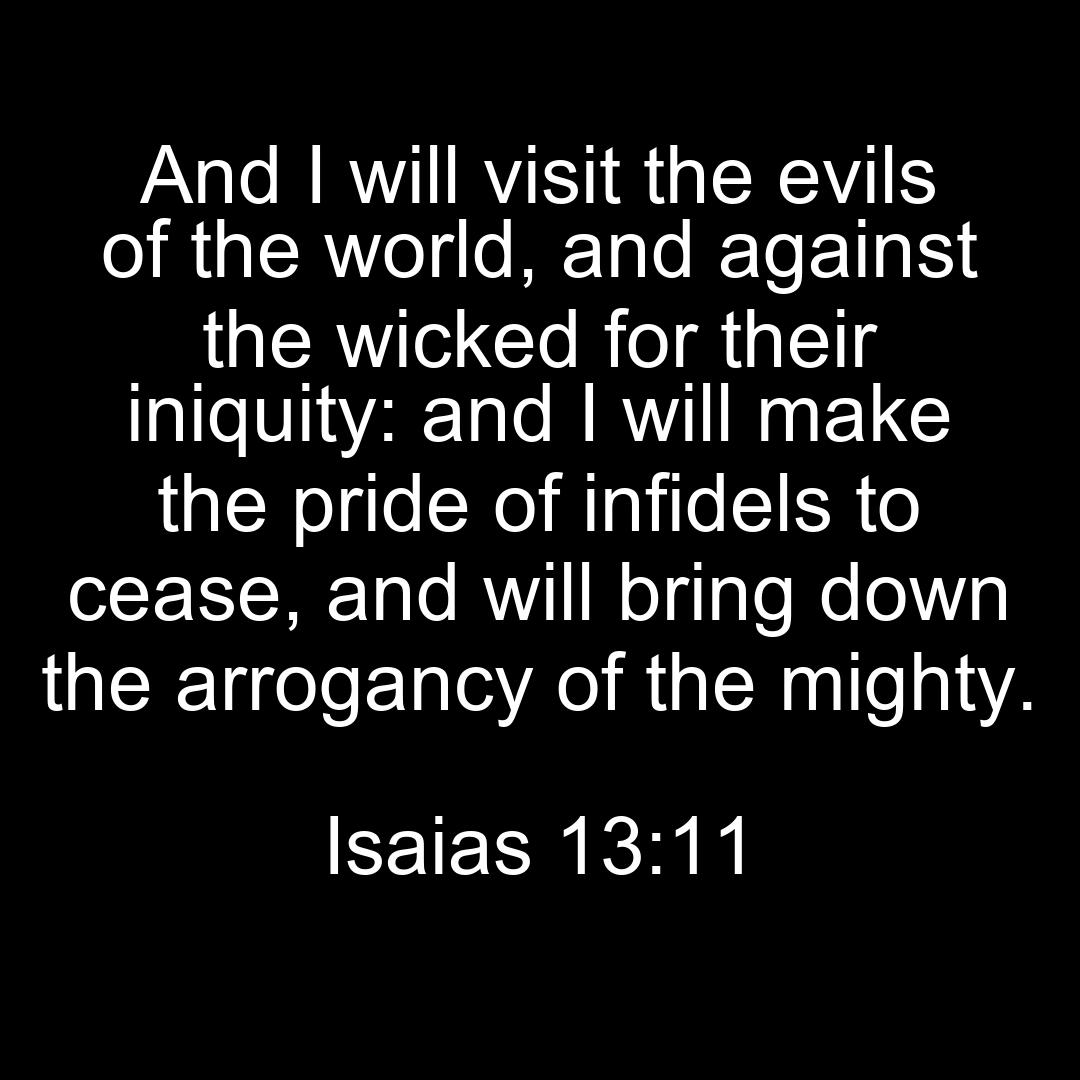 And I will visit the evils
of the world, and against
the wicked for their
iniquity: and I will make
the pride of infidels to
cease, and will bring down
the arrogancy of the mighty.
Isaias 13:11